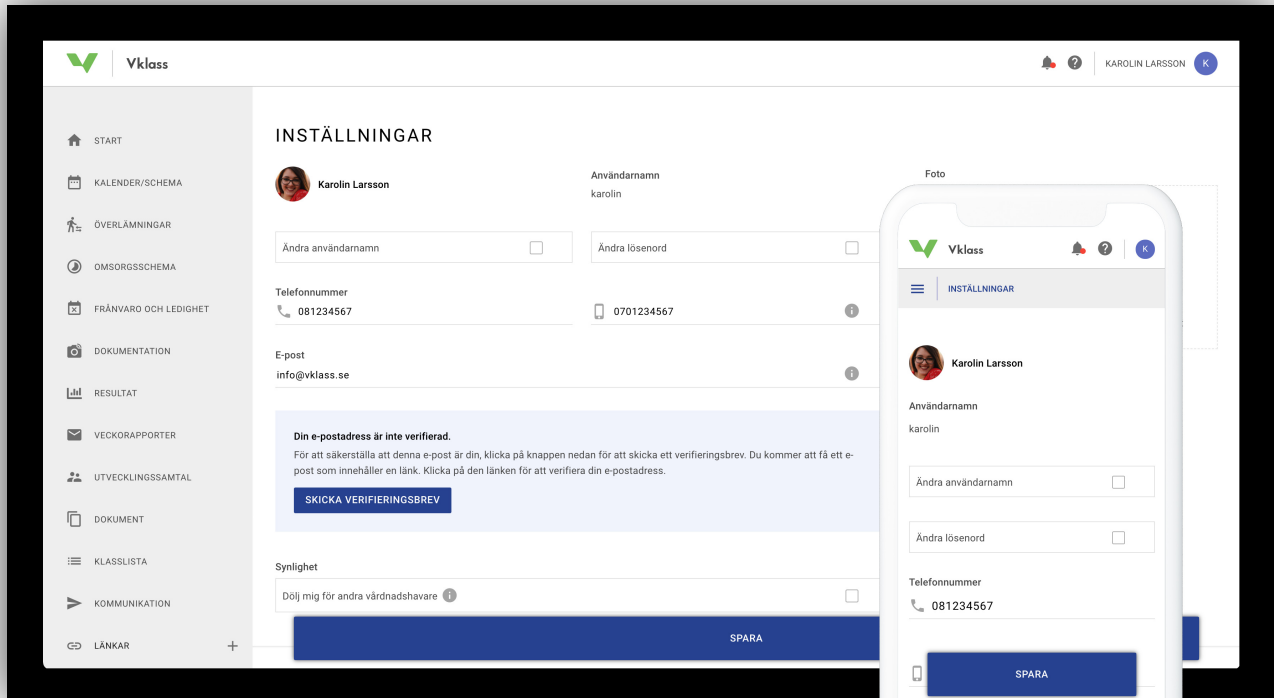 Vklass
KAROLIN LARSSON
K
START
KALENDER/SCHEMA
ÖVERLÄMNINGAR
OMSORGSSCHEMA
FRÅNVARO OCH LEDIGHET
DOKUMENTATION
RESULTAT
VECKORAPPORTER
UTVECKLINGSSAMTAL
DOKUMENT
KLASSLISTA
KOMMUNIKATION
LÄNKAR
INSTÄLLNINGAR
Karolin Larsson
Användarnamn
karolin
Foto
Ändra användarnamn
Ändra lösenord
Telefonnummer
081234567
0701234567
E-post
info@vklass.se
Din e-postadress är inte verifierad.
För att säkerställa att denna e-post är din, klicka på knappen nedan för att skicka ett verifieringsbrev. Du kommer att få ett e-
post som innehåller en länk. Klicka på den länken för att verifiera din e-postadress.
SKICKA VERIFIERINGSBREV
Synlighet
Dölj mig för andra vårdnadshavare
SPARA
Vklass
K
INSTÄLLNINGAR
Karolin Larsson
Användarnamn
karolin
Ändra användarnamn
Ändra lösenord
Telefonnummer
081234567
SPARA